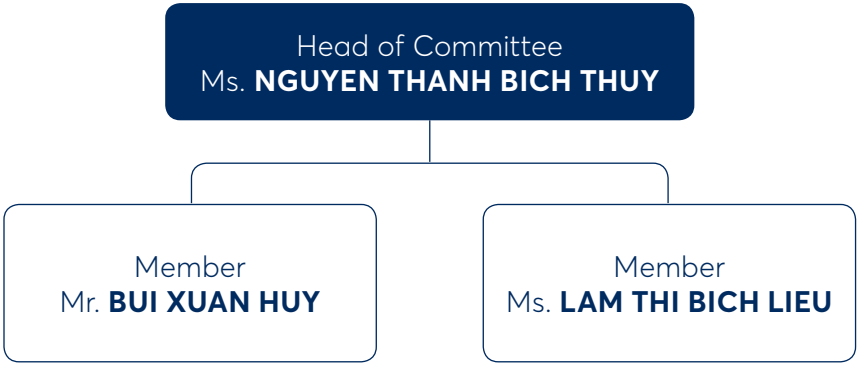 Head of Committee
Ms. NGUYEN THANH BICH THUY
Member
Mr. BUI XUAN HUY
Member
Ms. LAM THI BICH LIEU